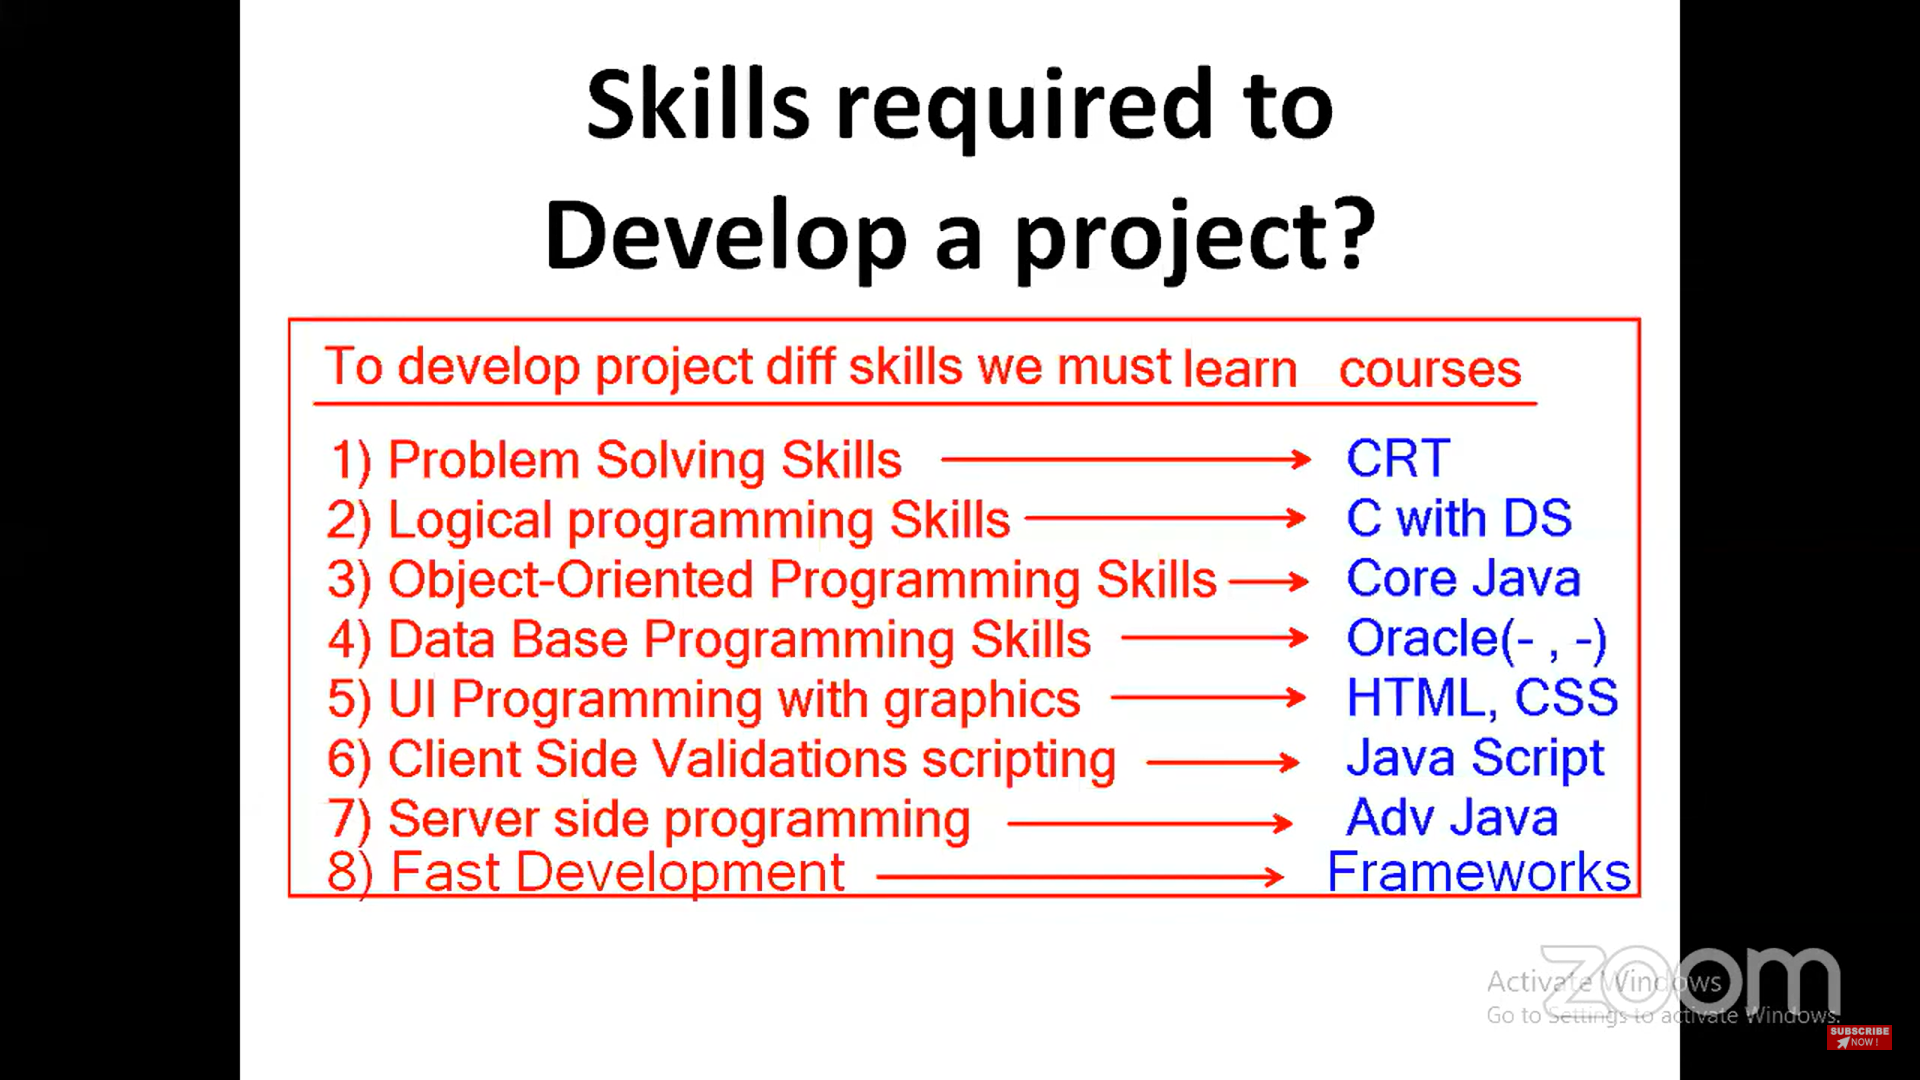 Skills required to
Develop a project?
To develop project diff skills we must learn courses
1) Problem Solving Skills CRT
2) Logical programming Skills C with DS
3) Object-Oriented Programming Skills Core Java
4) Data Base Programming Skills Oracle(- , -)
5) UI Programming with graphics HTML, CSS
6) Client Side Validations scripting Java Script
7) Server side programming Adv Java
8) Fast Development Frameworks
zoom
Activate Windows
Go to Settings to activate Windows.
SUBSCRIBE
NOW !